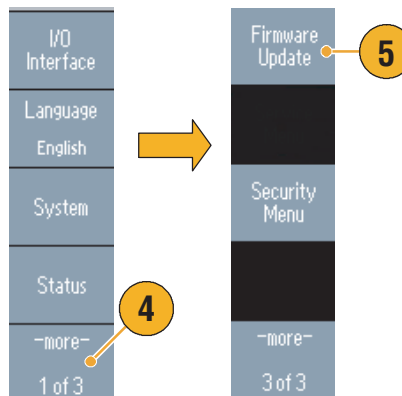 I/O
Interface
Language
English
System
Status
-more-
1 of 3
4
Firmware
Update
5
Security
Menu
-more-
3 of 3